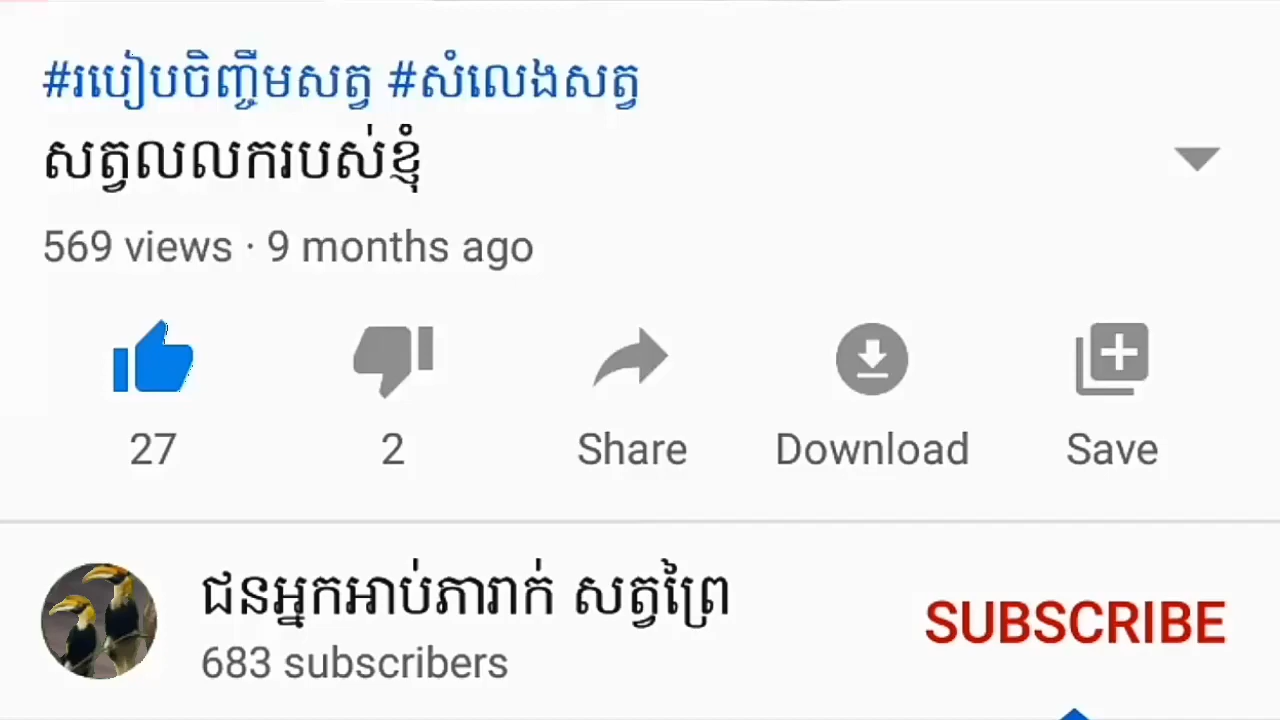 #របៀបចិញ្ចឹមសត្វ #សំលេងសត្វ
សត្វលលករបស់ខ្ញុំ
569 views · 9 months ago
27 2 Share Download Save
ជនអ្នកអាប់ភារាក់ សត្វព្រៃ
683 subscribers
SUBSCRIBE